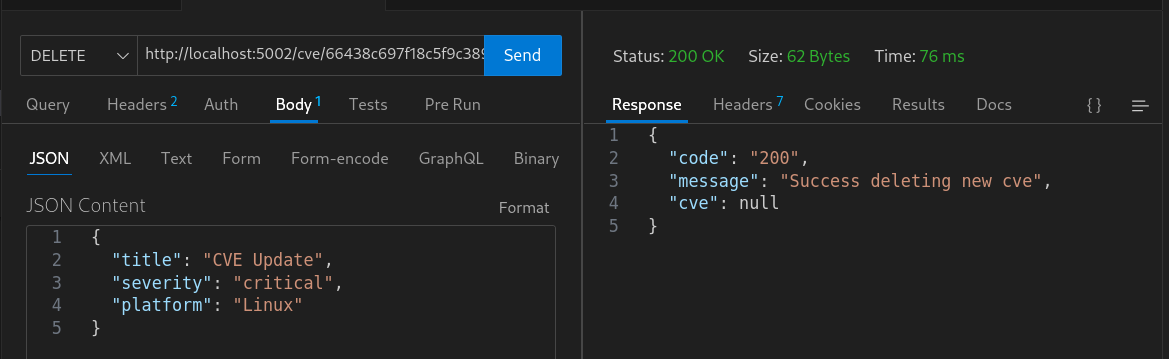 DELETE http://localhost:5002/cve/66438c697f18c5f9c389 Send
Query Headers 2 Auth Body 1 Tests Pre Run
JSON XML Text Form Form-encode GraphQL Binary
JSON Content Format
1 {
2 "title": "CVE Update",
3 "severity": "critical",
4 "platform": "Linux"
5 }
Status: 200 OK Size: 62 Bytes Time: 76 ms
Response Headers 7 Cookies Results Docs {}
1 {
2 "code": "200",
3 "message": "Success deleting new cve",
4 "cve": null
5 }